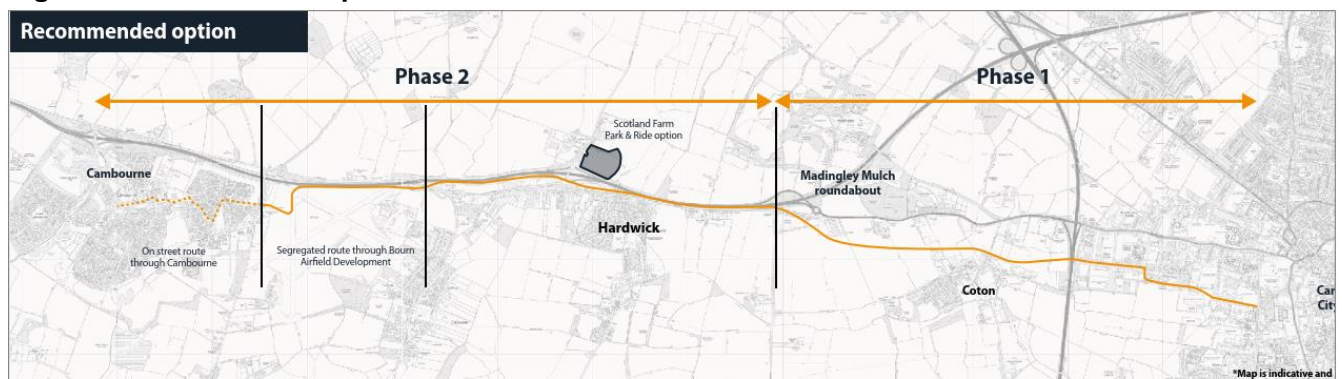 Recommended option
Phase 2
Phase 1
Scotland Farm
Park & Ride option
Cambourne
Madingley Mulch
roundabout
Hardwick
On street route
through Cambourne
Segregated route through Bourn
Airfield Development
Coton
Cit
*Map is indicative and